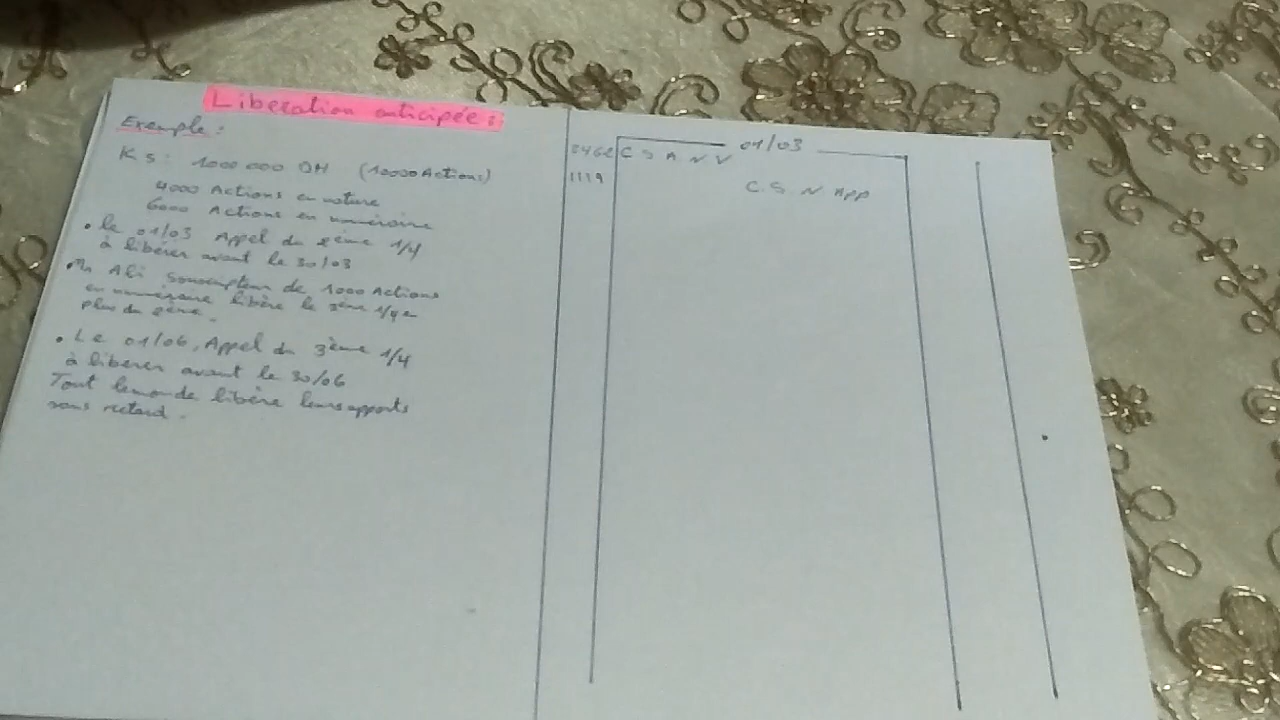 Liberation anticipée :
Exemple :
K s : 1000 000 DH (10000 Actions)
4000 Actions en nature
6000 Actions en numéraire
• le 01/03 Appel du 2ème 1/4
à libérer avant le 30/03
• Mr Ali souscripteur de 1000 Actions
en numéraire libère le 3ème 1/4 en
plus du 2ème.
• Le 01/06, Appel du 3ème 1/4
à liberer avant le 30/06
Tout le monde libère leurs apports
sans retard.
01/03
3462 C S A N V
1119 C. S. N. App